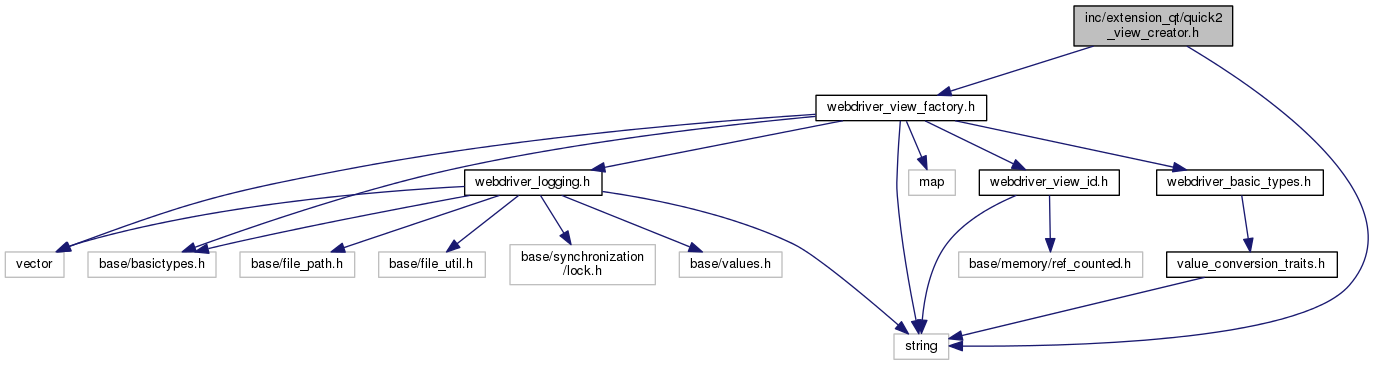 inc/extension_qt/quick2
_view_creator.h
webdriver_view_factory.h
webdriver_logging.h
map
webdriver_view_id.h
webdriver_basic_types.h
vector
base/basictypes.h
base/file_path.h
base/file_util.h
base/synchronization
/lock.h
base/values.h
base/memory/ref_counted.h
value_conversion_traits.h
string